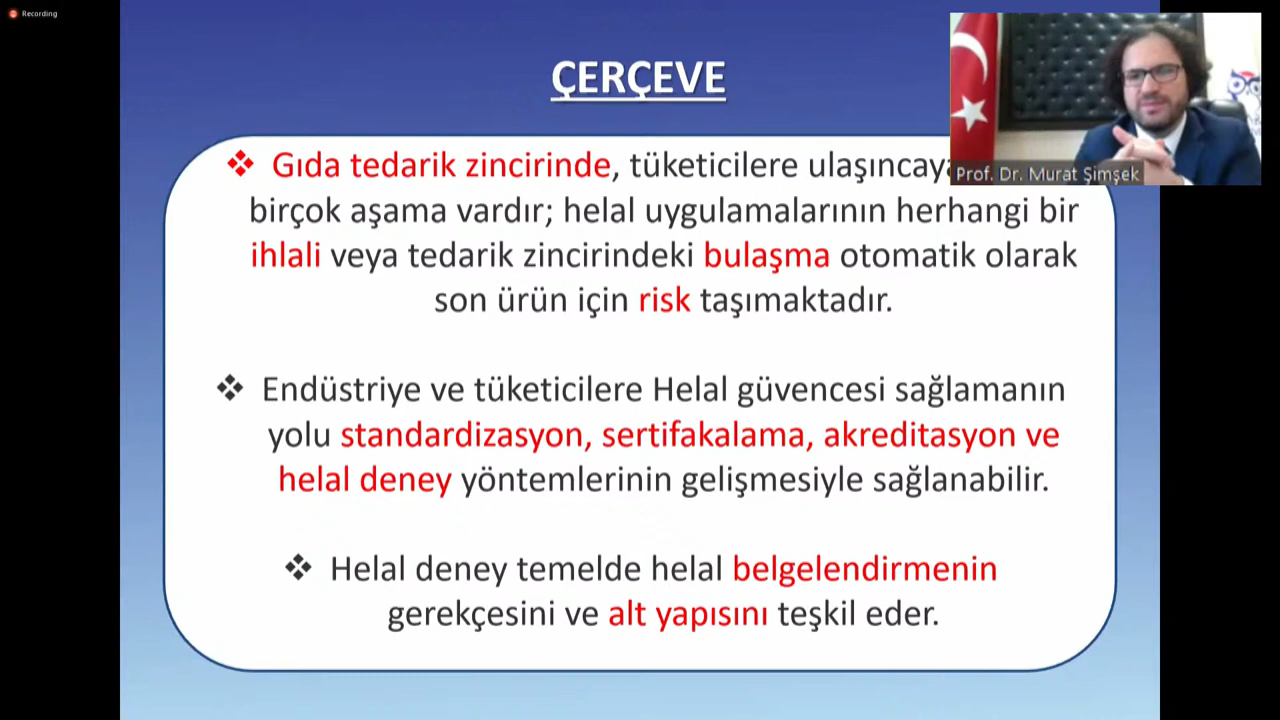 Recording
ÇERÇEVE
❖ Gıda tedarik zincirinde, tüketicilere ulaşıncaya
birçok aşama vardır; helal uygulamalarının herhangi bir
ihlali veya tedarik zincirindeki bulaşma otomatik olarak
son ürün için risk taşımaktadır.
❖ Endüstriye ve tüketicilere Helal güvencesi sağlamanın
yolu standardizasyon, sertifakalama, akreditasyon ve
helal deney yöntemlerinin gelişmesiyle sağlanabilir.
❖ Helal deney temelde helal belgelendirmenin
gerekçesini ve alt yapısını teşkil eder.
Prof. Dr. Murat Şimşek